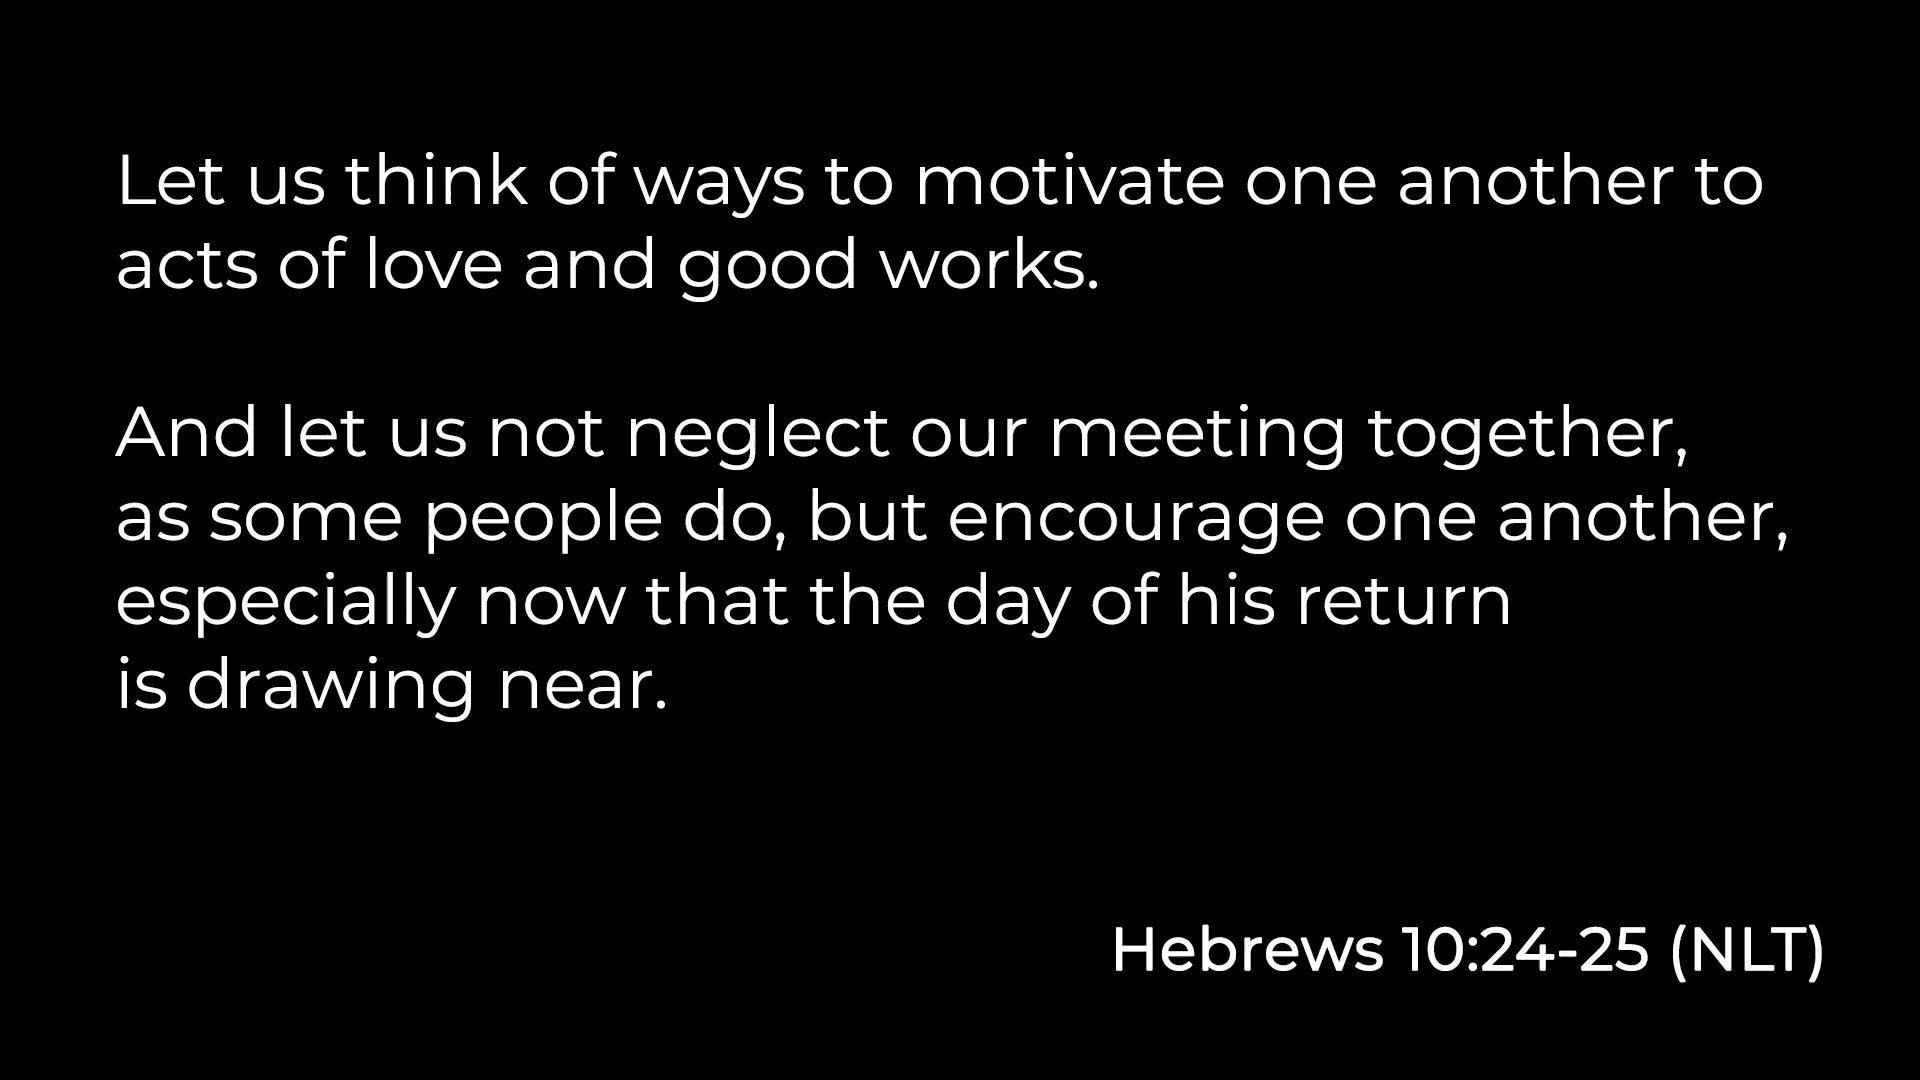 Let us think of ways to motivate one another to
acts of love and good works.
And let us not neglect our meeting together,
as some people do, but encourage one another,
especially now that the day of his return
is drawing near.
Hebrews 10:24-25 (NLT)